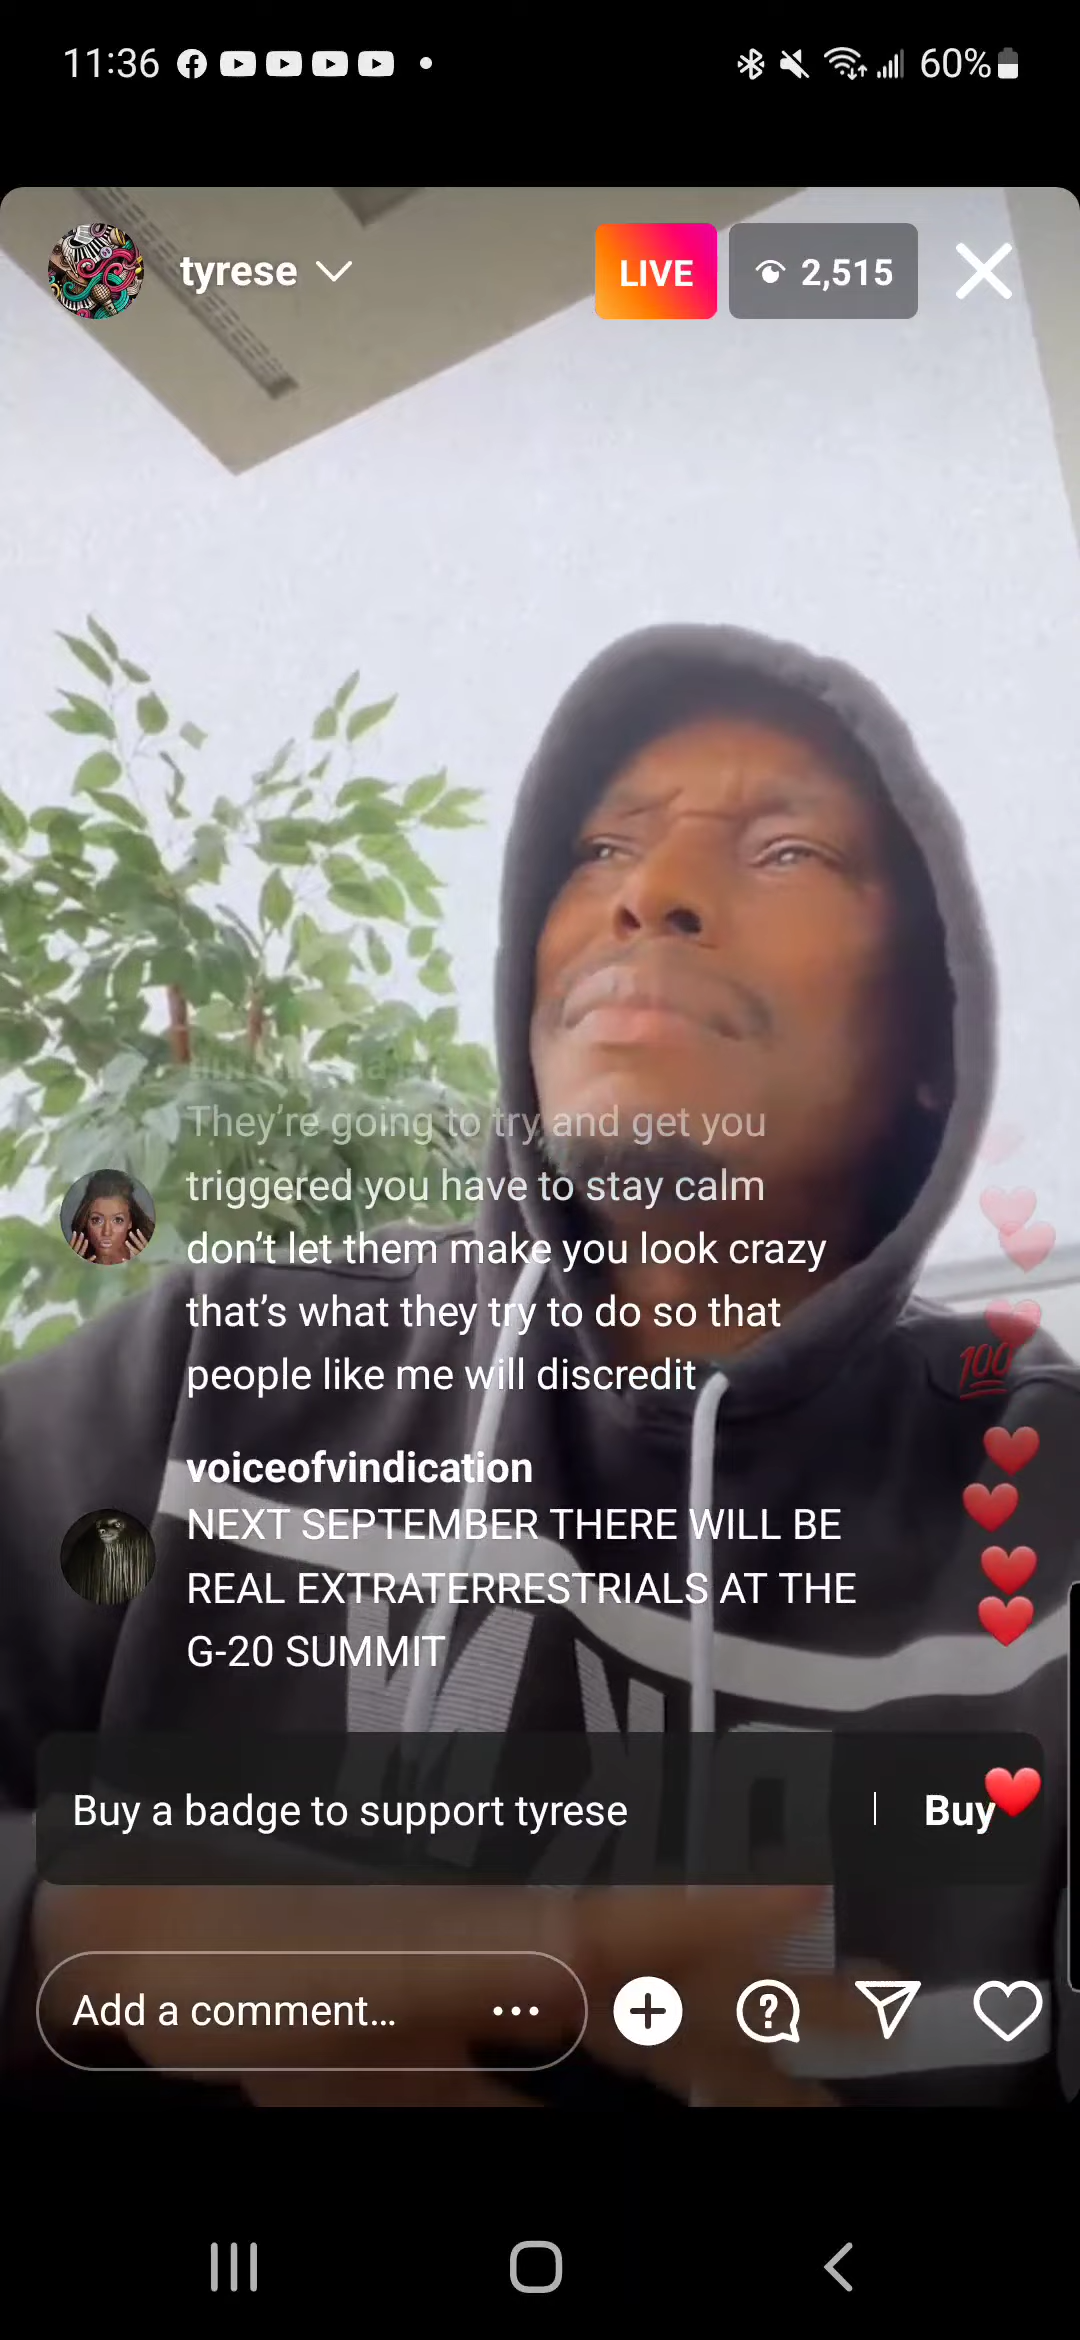 11:36
60%
tyrese
LIVE
2,515
They're going to try and get you
triggered you have to stay calm
don't let them make you look crazy
that's what they try to do so that
people like me will discredit
voiceofvindication
NEXT SEPTEMBER THERE WILL BE
REAL EXTRATERRESTRIALS AT THE
G-20 SUMMIT
100
Buy a badge to support tyrese
Buy
Add a comment...